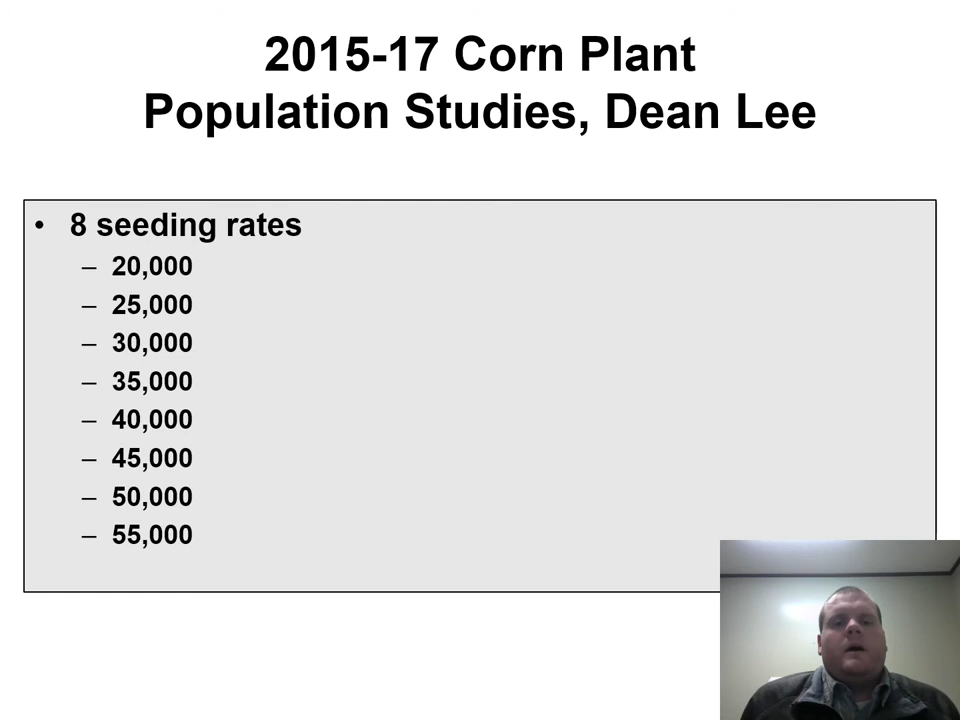 2015-17 Corn Plant
Population Studies, Dean Lee
• 8 seeding rates
– 20,000
– 25,000
– 30,000
– 35,000
– 40,000
– 45,000
– 50,000
– 55,000